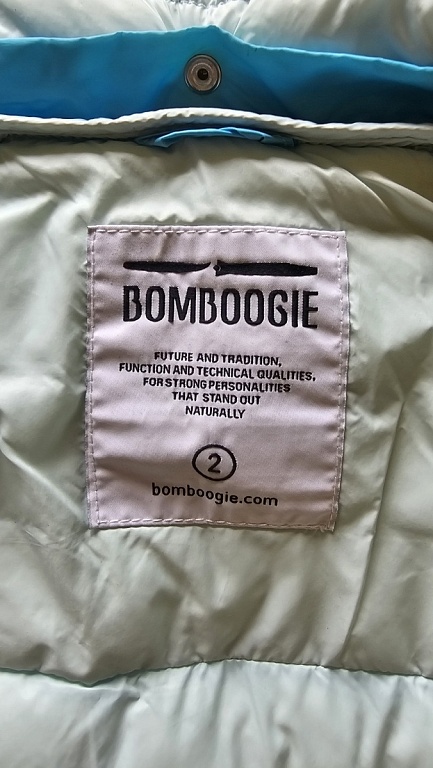 BOMBOOGIE
FUTURE AND TRADITION,
FUNCTION AND TECHNICAL QUALITIES,
FOR STRONG PERSONALITIES
THAT STAND OUT
NATURALLY
2
bomboogie.com